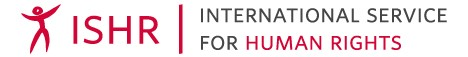 ISHR | INTERNATIONAL SERVICE
FOR HUMAN RIGHTS